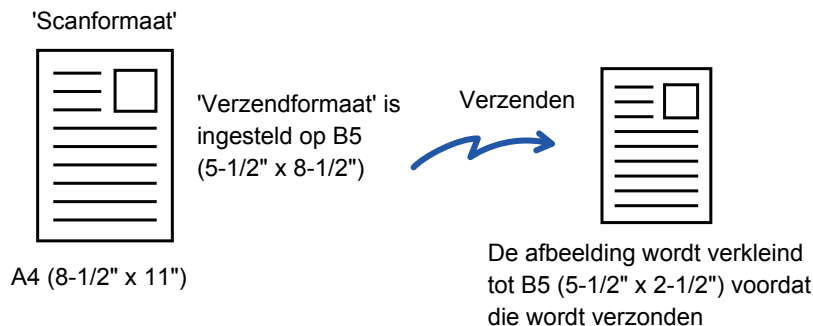 'Scanformaat'
'Verzendformaat' is
ingesteld op B5
(5-1/2" x 8-1/2")
Verzenden
A4 (8-1/2" x 11")
De afbeelding wordt verkleind
tot B5 (5-1/2" x 2-1/2") voordat
die wordt verzonden